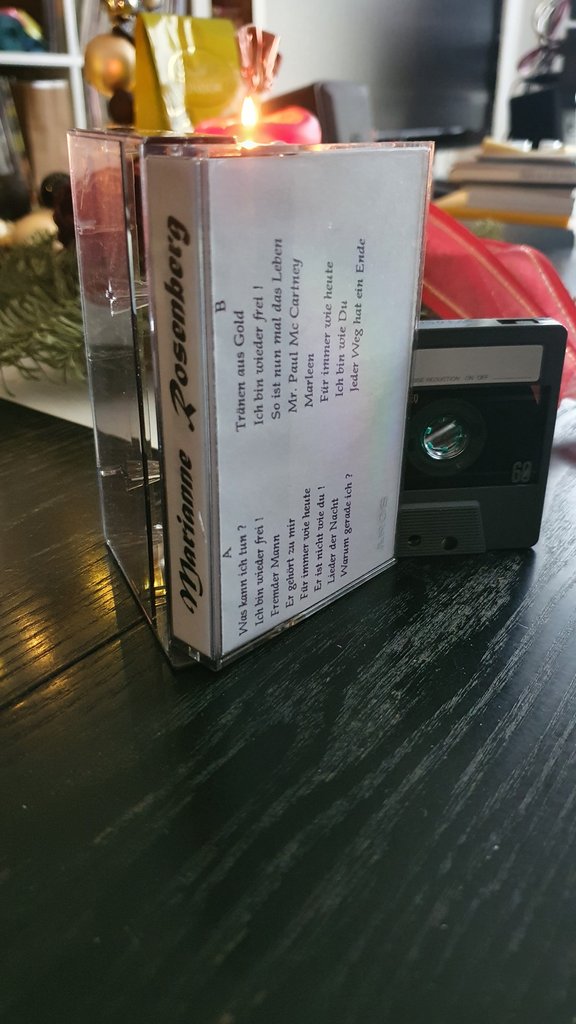 Marianne Rosenberg
A
Was kann ich tun ?
Ich bin wieder frei !
Fremder Mann
Er gehört zu mir
Für immer wie heute
Er ist nicht wie du !
Lieder der Nacht
Warum gerade ich ?
B
Tränen aus Gold
Ich bin wieder frei !
So ist nun mal das Leben
Mr. Paul Mc Cartney
Marleen
Für immer wie heute
Ich bin wie Du
Jeder Weg hat ein Ende
60